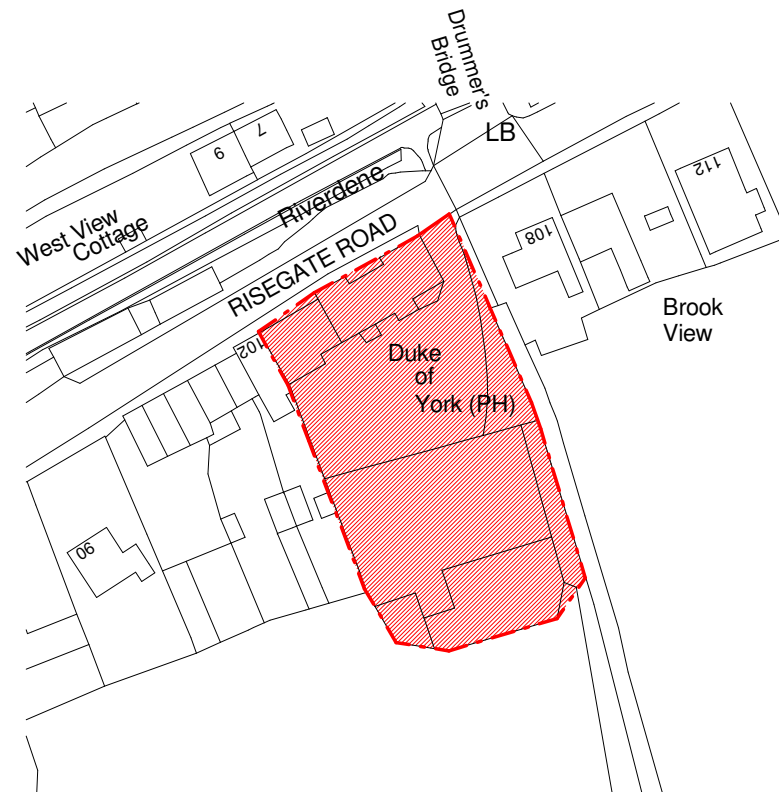 Drummer's
Bridge
LB
7
9
112
Riverdene
West View
Cottage
RISEGATE ROAD
108
Brook
View
102
Duke
of
York (PH)
90